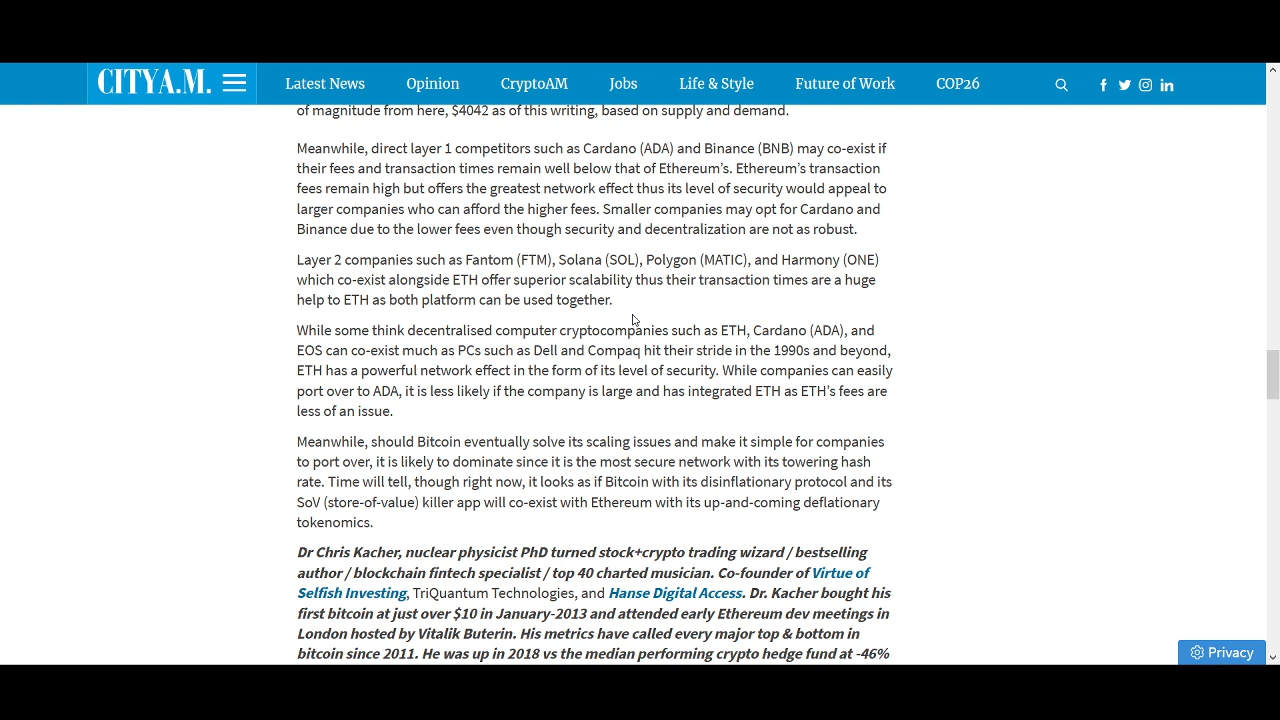 CITYA.M.
Latest News
Opinion
CryptoAM
Jobs
Life & Style
Future of Work
COP26
of magnitude from here, $4042 as of this writing, based on supply and demand.
Meanwhile, direct layer 1 competitors such as Cardano (ADA) and Binance (BNB) may co-exist if
their fees and transaction times remain well below that of Ethereum's. Ethereum's transaction
fees remain high but offers the greatest network effect thus its level of security would appeal to
larger companies who can afford the higher fees. Smaller companies may opt for Cardano and
Binance due to the lower fees even though security and decentralization are not as robust.
Layer 2 companies such as Fantom (FTM), Solana (SOL), Polygon (MATIC), and Harmony (ONE)
which co-exist alongside ETH offer superior scalability thus their transaction times are a huge
help to ETH as both platform can be used together.
While some think decentralised computer cryptocompanies such as ETH, Cardano (ADA), and
EOS can co-exist much as PCs such as Dell and Compaq hit their stride in the 1990s and beyond,
ETH has a powerful network effect in the form of its level of security. While companies can easily
port over to ADA, it is less likely if the company is large and has integrated ETH as ETH's fees are
less of an issue.
Meanwhile, should Bitcoin eventually solve its scaling issues and make it simple for companies
to port over, it is likely to dominate since it is the most secure network with its towering hash
rate. Time will tell, though right now, it looks as if Bitcoin with its disinflationary protocol and its
SoV (store-of-value) killer app will co-exist with Ethereum with its up-and-coming deflationary
tokenomics.
Dr Chris Kacher, nuclear physicist PhD turned stock+crypto trading wizard / bestselling
author / blockchain fintech specialist / top 40 charted musician. Co-founder of Virtue of
Selfish Investing, TriQuantum Technologies, and Hanse Digital Access. Dr. Kacher bought his
first bitcoin at just over $10 in January-2013 and attended early Ethereum dev meetings in
London hosted by Vitalik Buterin. His metrics have called every major top & bottom in
bitcoin since 2011. He was up in 2018 vs the median performing crypto hedge fund at -46%
Privacy